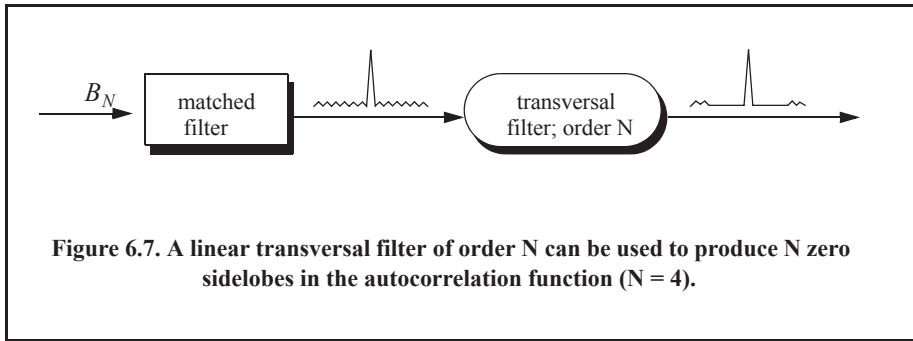 B_N
matched
filter
transversal
filter; order N
Figure 6.7. A linear transversal filter of order N can be used to produce N zero
sidelobes in the autocorrelation function (N = 4).